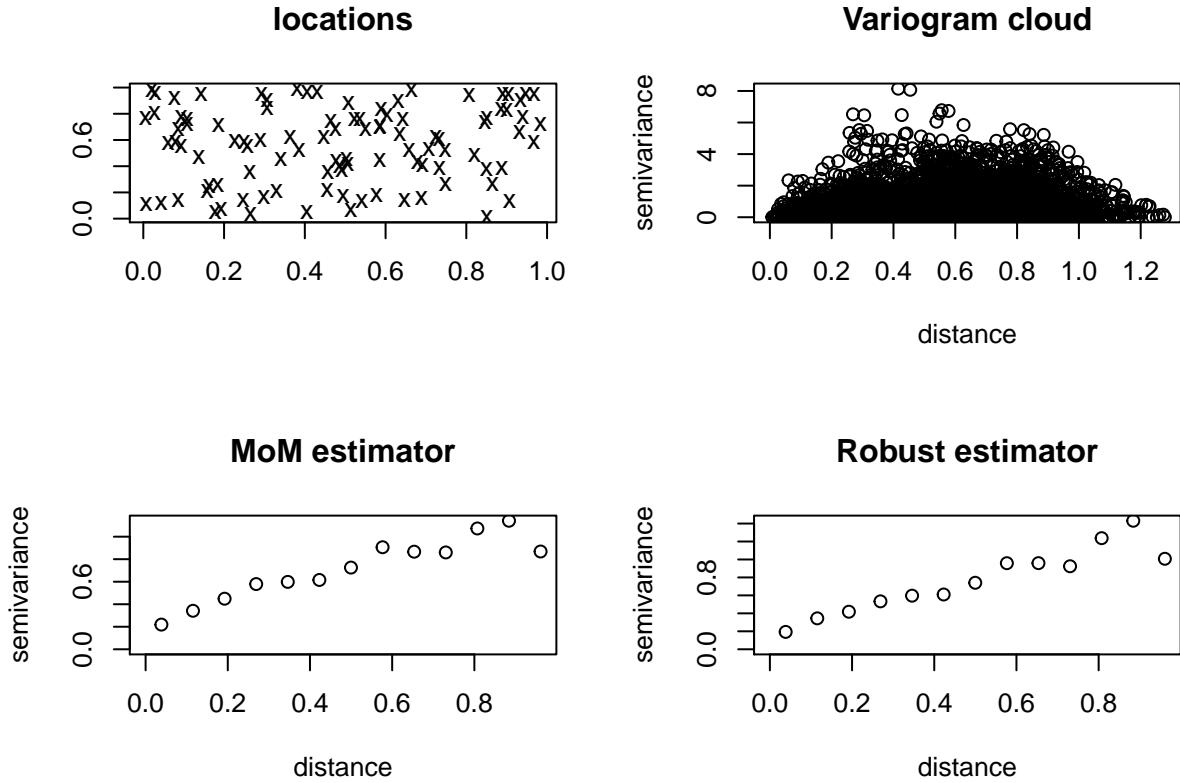 locations
Variogram cloud
0.0 0.6
0.0 0.2 0.4 0.6 0.8 1.0
semivariance
0 4 8
0.0 0.2 0.4 0.6 0.8 1.0 1.2
distance
MoM estimator
Robust estimator
semivariance
0.0 0.6
0.0 0.2 0.4 0.6 0.8
distance
semivariance
0.0 0.8
0.0 0.2 0.4 0.6 0.8
distance